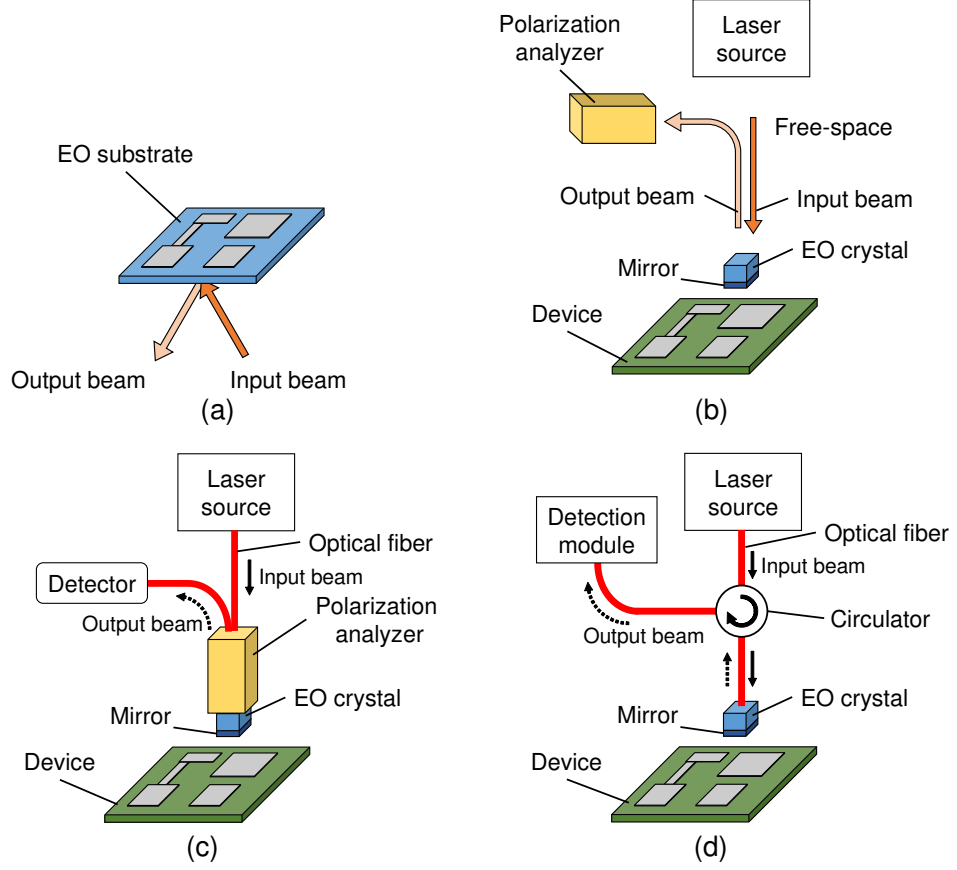 EO substrate
Output beam
Input beam
(a)
Polarization
analyzer
Laser
source
Free-space
Output beam
Input beam
EO crystal
Mirror
Device
(b)
Laser
source
Optical fiber
Input beam
Detector
Output beam
Polarization
analyzer
EO crystal
Mirror
Device
(c)
Laser
source
Detection
module
Optical fiber
Input beam
Circulator
Output beam
EO crystal
Mirror
Device
(d)